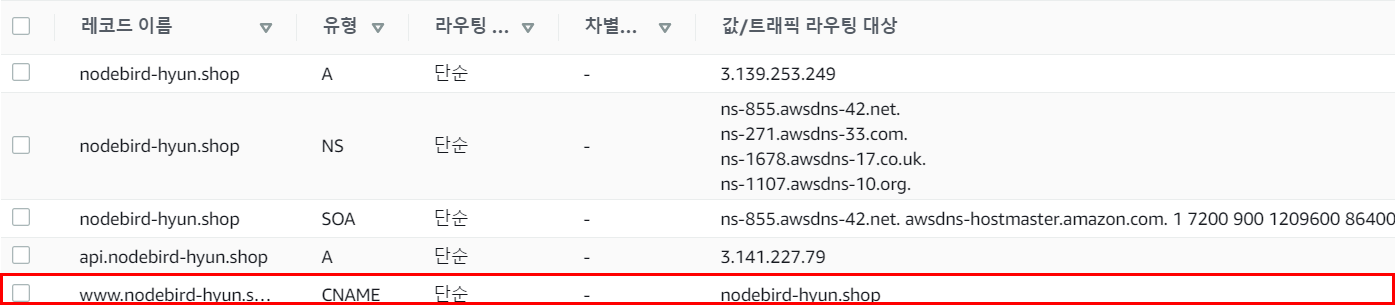 레코드 이름 유형 라우팅 ... 차별... 값/트래픽 라우팅 대상
nodebird-hyun.shop A 단순 - 3.139.253.249
nodebird-hyun.shop NS 단순 - ns-855.awsdns-42.net.
ns-271.awsdns-33.com.
ns-1678.awsdns-17.co.uk.
ns-1107.awsdns-10.org.
nodebird-hyun.shop SOA 단순 - ns-855.awsdns-42.net. awsdns-hostmaster.amazon.com. 1 7200 900 1209600 86400
api.nodebird-hyun.shop A 단순 - 3.141.227.79
www.nodebird-hyun.s... CNAME 단순 - nodebird-hyun.shop